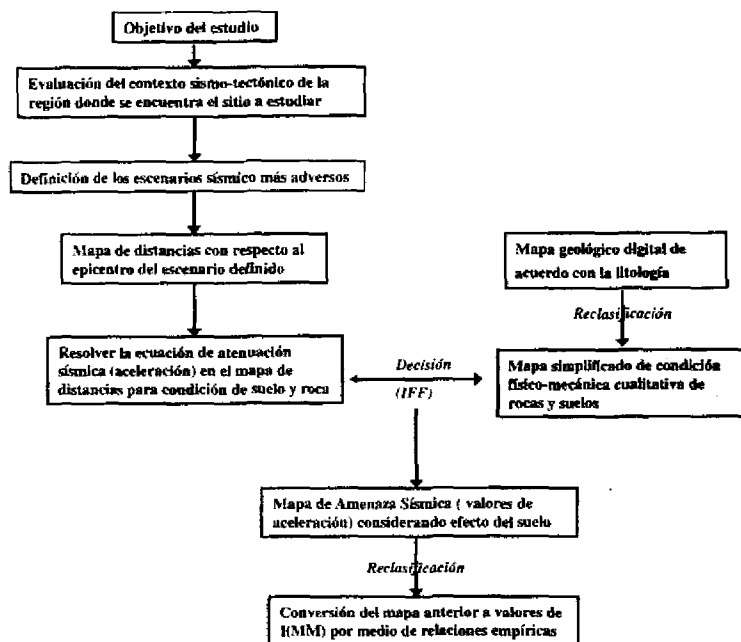 Objetivo del estudio
Evaluación del contexto sismo-tectónico de la
región donde se encuentra el sitio a estudiar
Definición de los escenarios sísmico más adversos
Mapa de distancias con respecto al
epicentro del escenario definido
Mapa geológico digital de
acuerdo con la litología
Reclasificación
Resolver la ecuación de atenuación
sísmica (aceleración) en el mapa de
distancias para condición de suelo y roca
Decisión
(IFF)
Mapa simplificado de condición
físico-mecánica cualitativa de
rocas y suelos
Mapa de Amenaza Sísmica ( valores de
aceleración) considerando efecto del suelo
Reclasificación
Conversión del mapa anterior a valores de
I(MM) por medio de relaciones empíricas